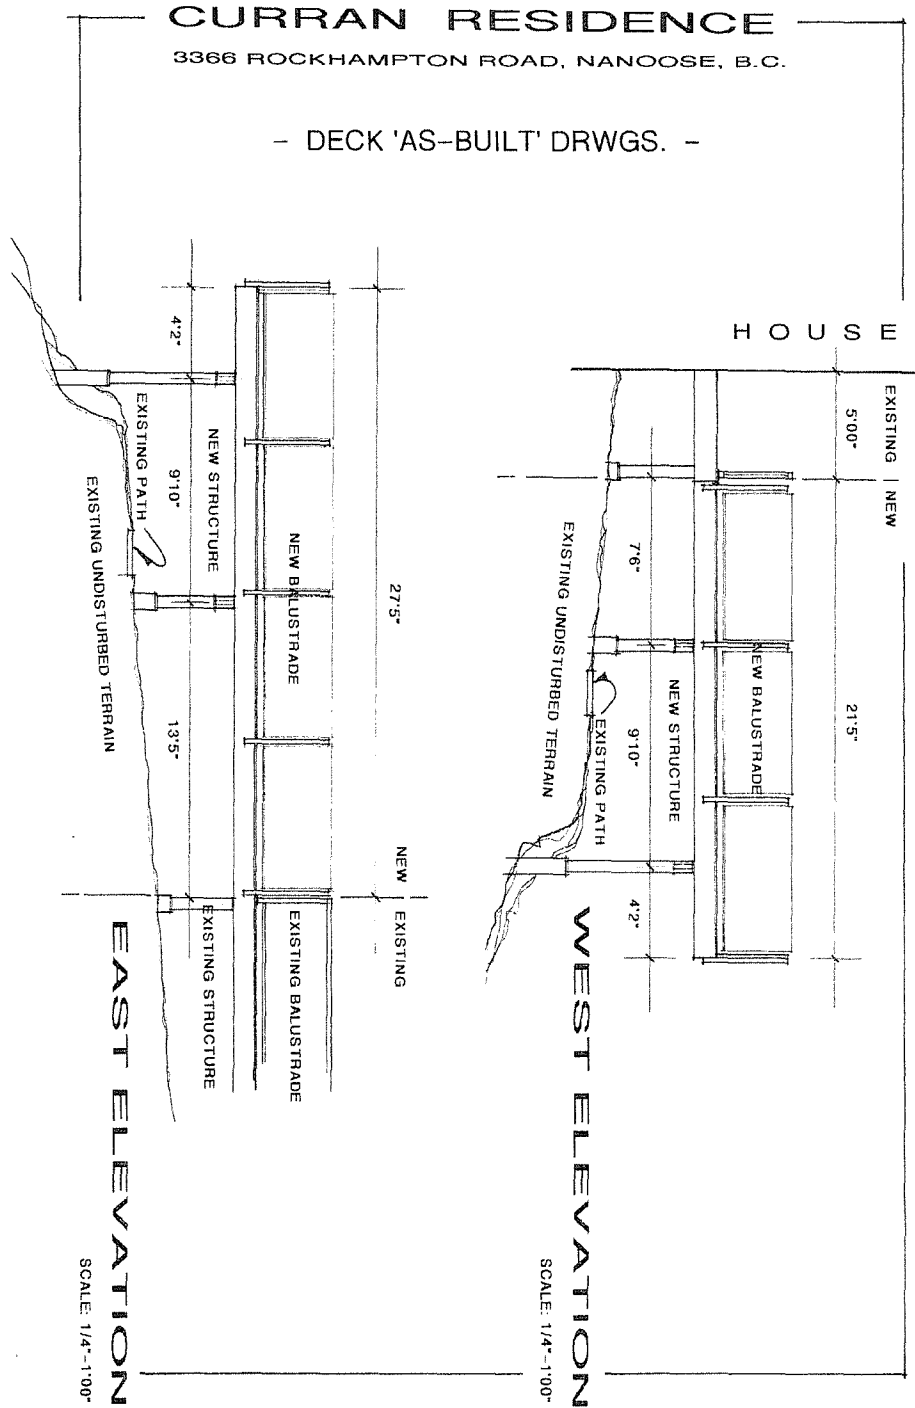 CURRAN RESIDENCE
3366 ROCKHAMPTON ROAD, NANOOSE, B.C.
- DECK 'AS-BUILT' DRWGS. -
HOUSE
EXISTING
NEW
5'00"
21'5"
NEW BALUSTRADE
NEW STRUCTURE
7'6"
9'10"
4'2"
EXISTING PATH
EXISTING UNDISTURBED TERRAIN
WEST ELEVATION
SCALE: 1/4"-1'00"
NEW
EXISTING
27'5"
NEW BALUSTRADE
EXISTING BALUSTRADE
NEW STRUCTURE
EXISTING STRUCTURE
4'2"
9'10"
13'5"
EXISTING PATH
EXISTING UNDISTURBED TERRAIN
EAST ELEVATION
SCALE: 1/4"-1'00"